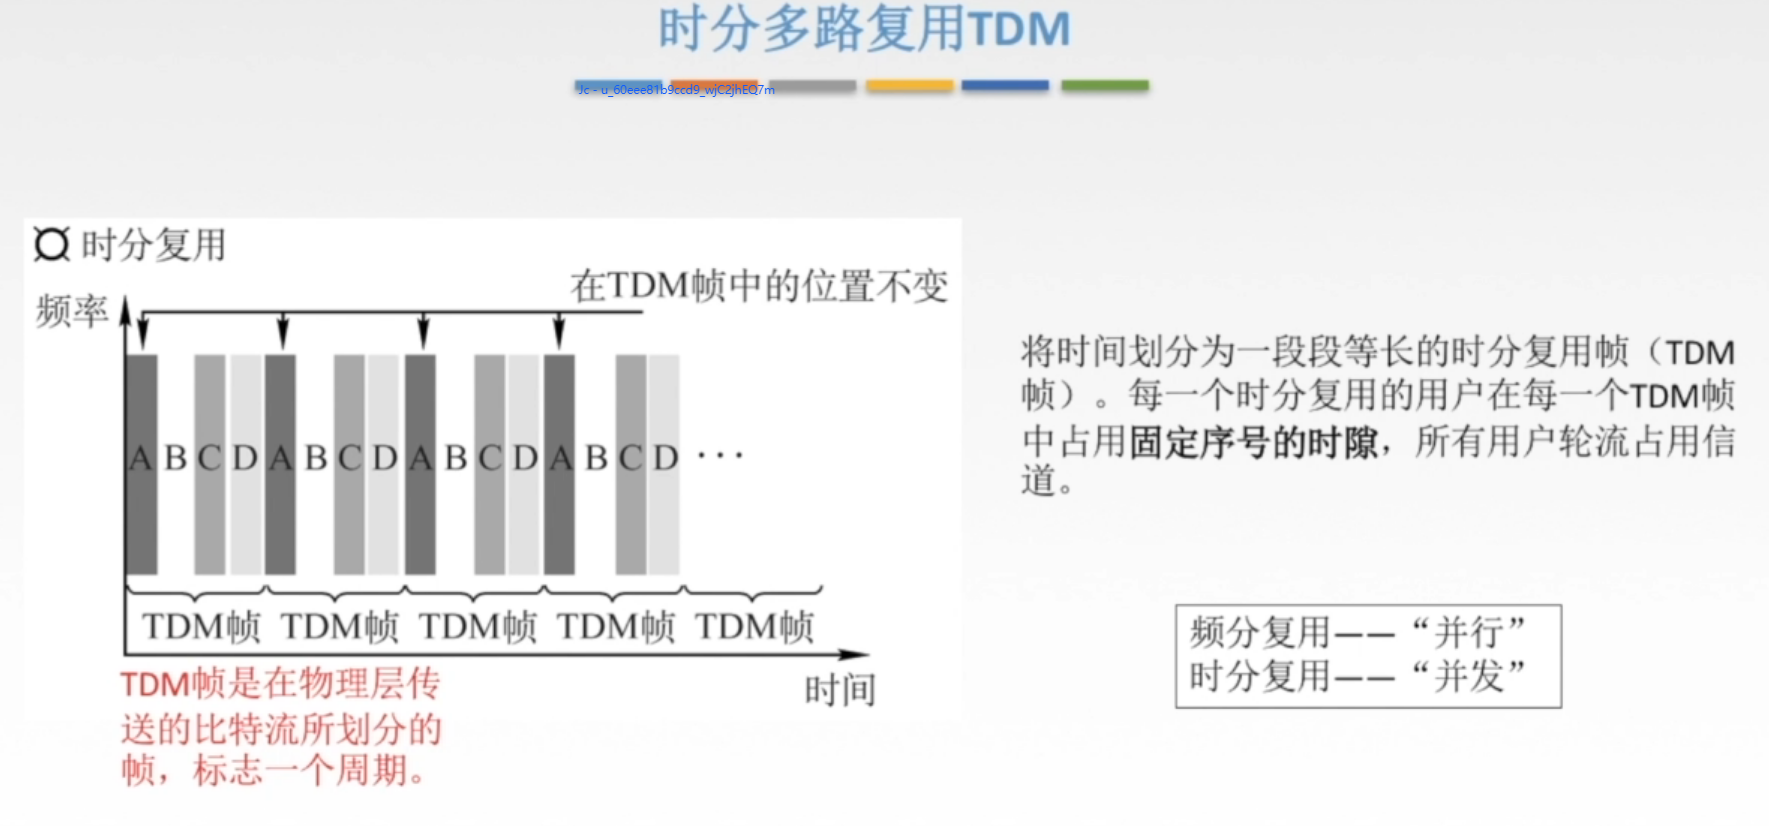 时分多路复用TDM
Jc - u_60eee81b9ccd9_wjC2jhEQ7m
时分复用
在TDM帧中的位置不变
频率
A B C D A B C D A B C D A B C D ···
TDM帧 TDM帧 TDM帧 TDM帧 TDM帧
时间
TDM帧是在物理层传
送的比特流所划分的
帧，标志一个周期。
将时间划分为一段段等长的时分复用帧（TDM
帧）。每一个时分复用的用户在每一个TDM帧
中占用固定序号的时隙，所有用户轮流占用信
道。
频分复用——“并行”
时分复用——“并发”